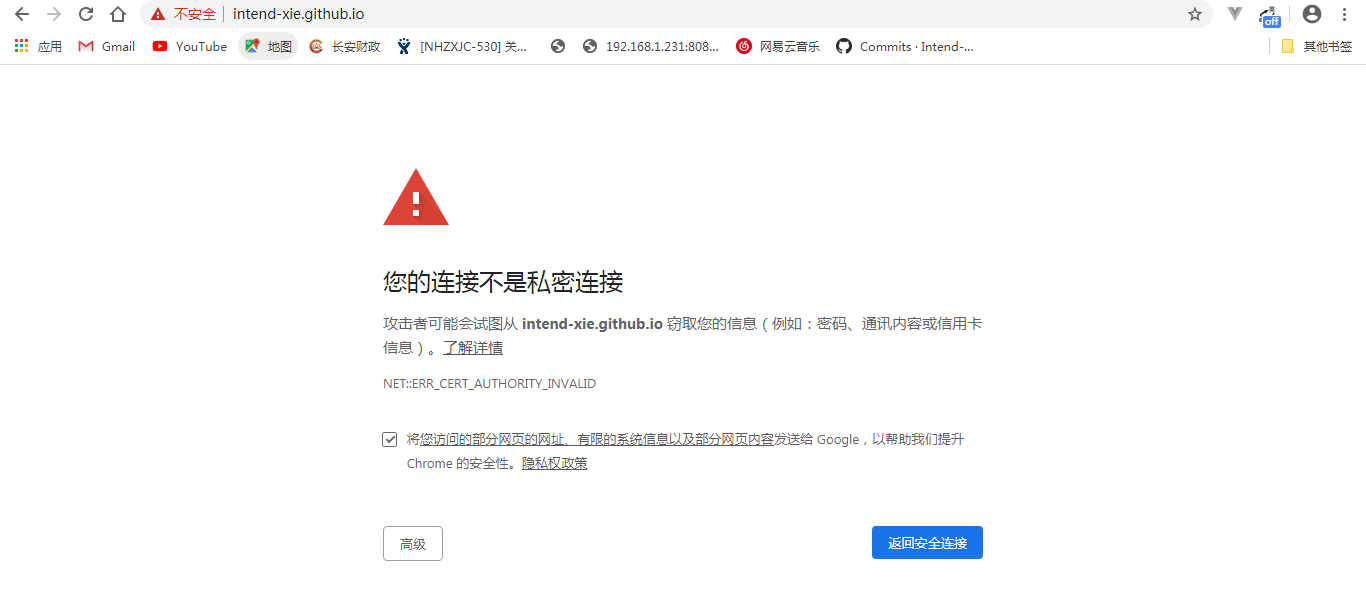 不安全 intend-xie.github.io
off
应用 Gmail YouTube 地图 长安财政 [NHZXJC-530] 关... 192.168.1.231:808... 网易云音乐 Commits · Intend-... 其他书签
您的连接不是私密连接
攻击者可能会试图从 intend-xie.github.io 窃取您的信息（例如：密码、通讯内容或信用卡
信息）。了解详情
NET::ERR_CERT_AUTHORITY_INVALID
将您访问的部分网页的网址、有限的系统信息以及部分网页内容发送给 Google，以帮助我们提升
Chrome 的安全性。隐私权政策
高级 返回安全连接